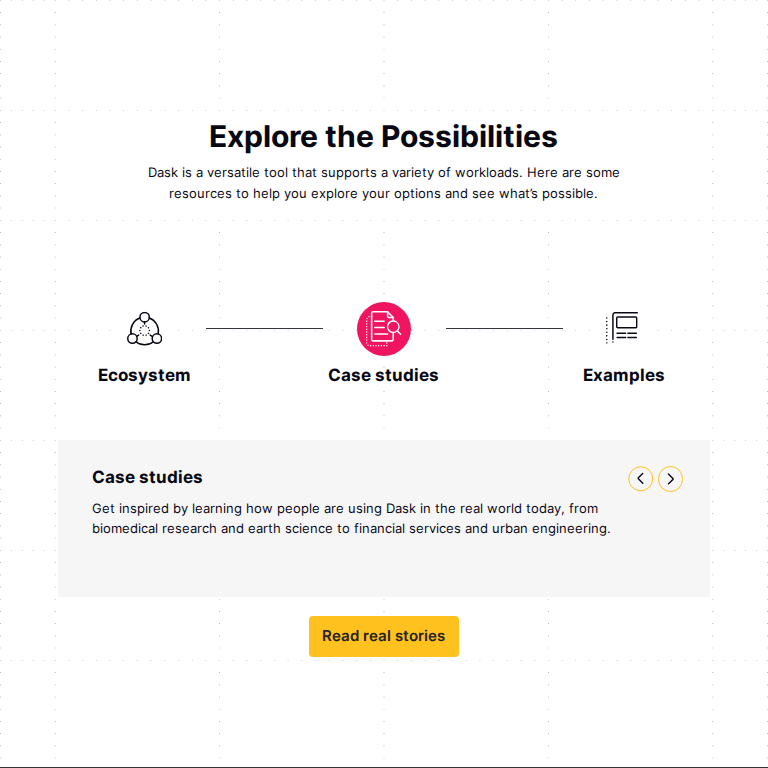 Explore the Possibilities
Dask is a versatile tool that supports a variety of workloads. Here are some
resources to help you explore your options and see what’s possible.
Ecosystem
Case studies
Examples
Case studies
Get inspired by learning how people are using Dask in the real world today, from
biomedical research and earth science to financial services and urban engineering.
Read real stories